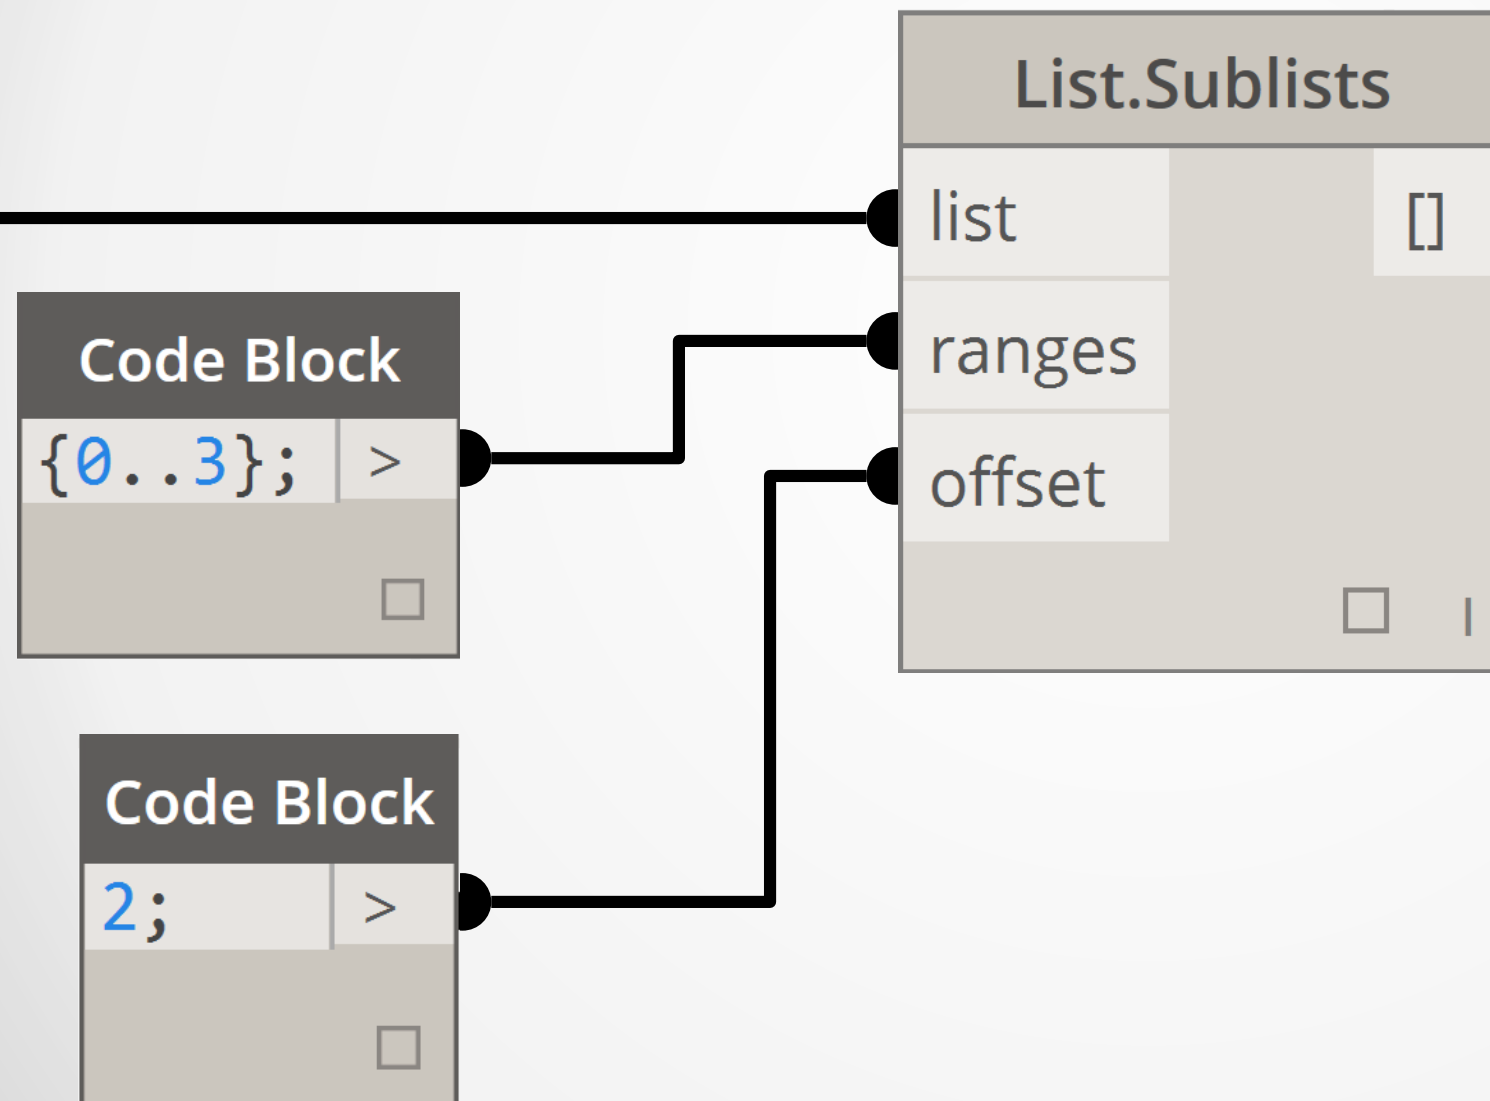 List.Sublists
list
[]
ranges
offset
Code Block
{0..3};
>
Code Block
2;
>